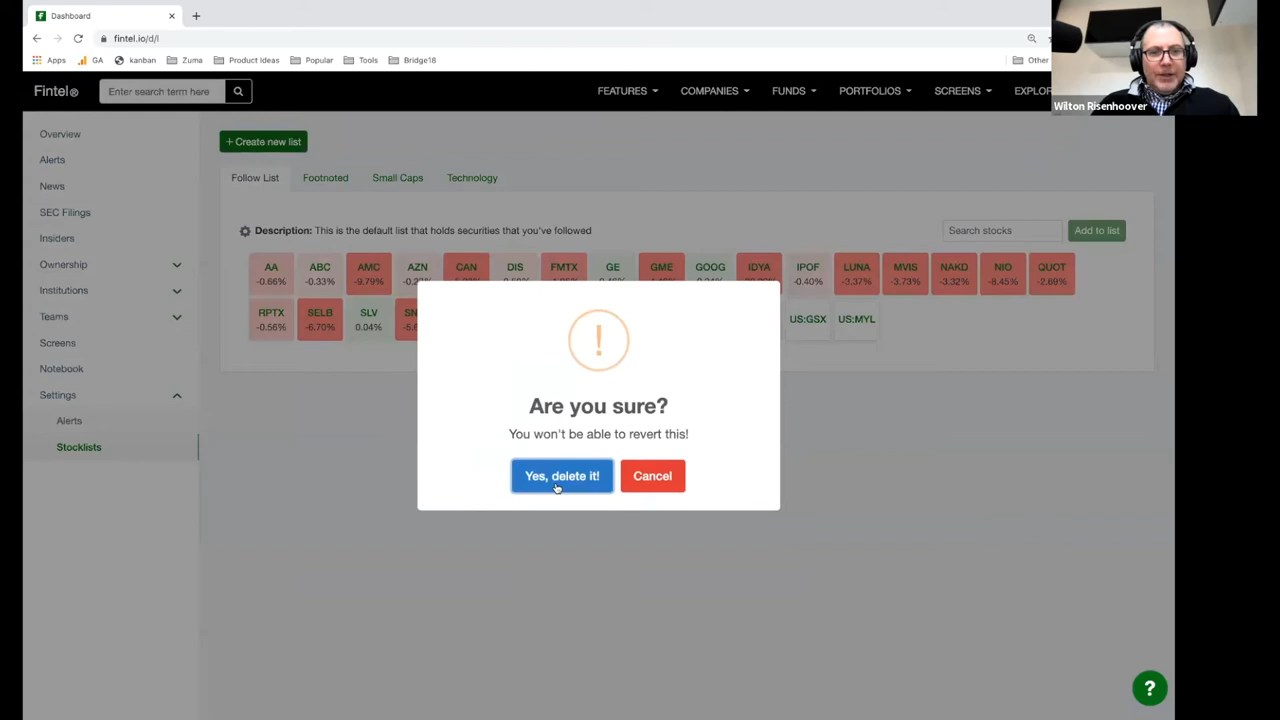 Dashboard
fintel.io/d/l
Apps
GA
kanban
Zuma
Product Ideas
Popular
Tools
Bridge18
Other
Wilton Risenhoover
Fintel
Enter search term here
FEATURES
COMPANIES
FUNDS
PORTFOLIOS
SCREENS
Overview
Alerts
News
SEC Filings
Insiders
Ownership
Institutions
Teams
Screens
Notebook
Settings
Alerts
Stocklists
+ Create new list
Follow List
Footnoted
Small Caps
Technology
Description: This is the default list that holds securities that you've followed
Search stocks
Add to list
AA
-0.66%
ABC
-0.33%
AMC
-9.79%
AZN
CAN
DIS
FMTX
GE
GME
GOOG
IDYA
IPOF
-0.40%
LUNA
-3.37%
MVIS
-3.73%
NAKD
-3.32%
NIO
-8.45%
QUOT
-2.69%
RPTX
-0.56%
SELB
-6.70%
SLV
0.04%
US:GSX
US:MYL
!
Are you sure?
You won't be able to revert this!
Yes, delete it!
Cancel
?